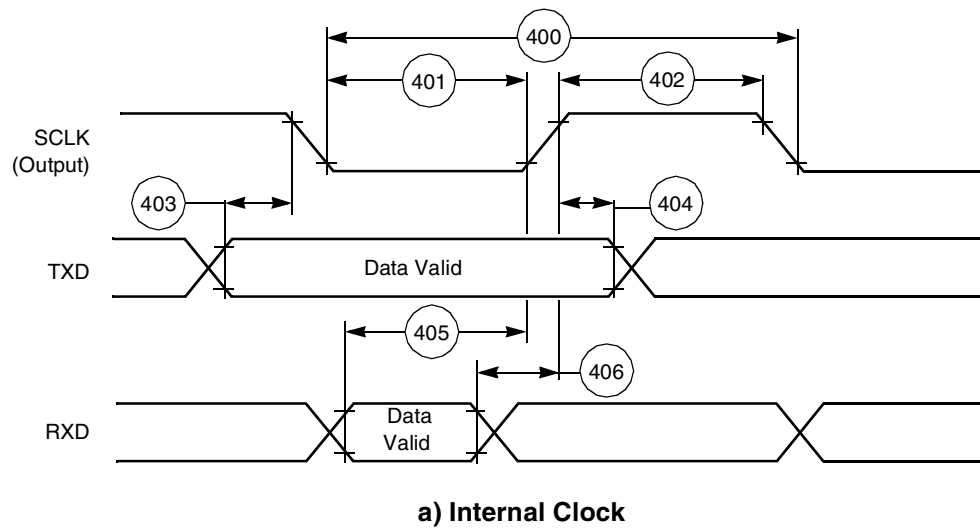 400
401
402
SCLK
(Output)
403
404
TXD
Data Valid
405
406
RXD
Data
Valid
a) Internal Clock